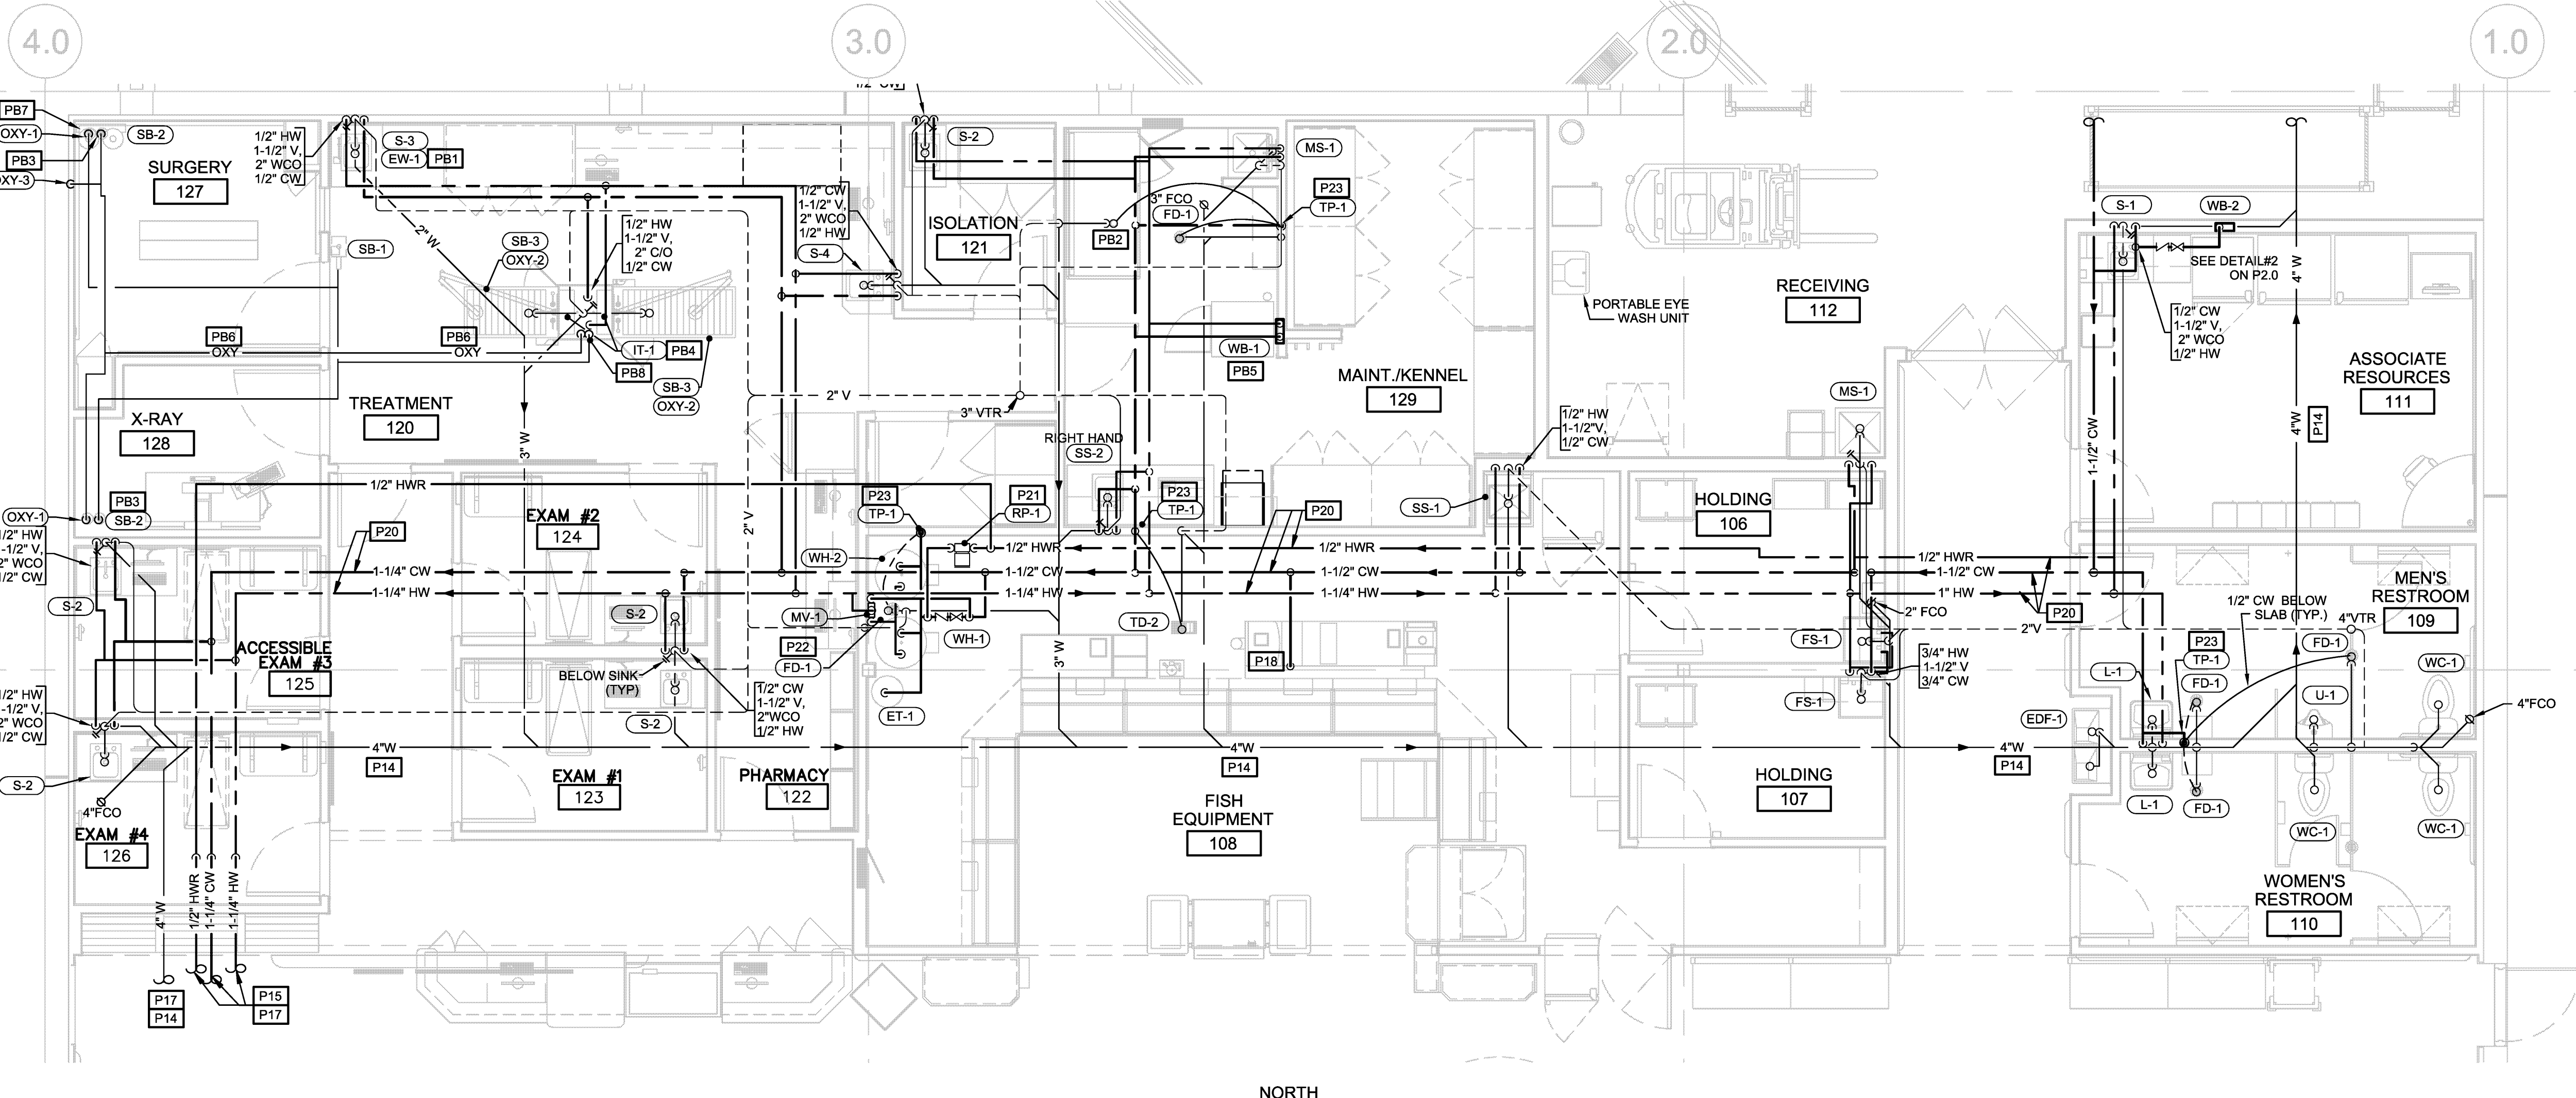 4.0
3.0
2.0
1.0
PB7
OXY-1
PB3
OXY-3
SB-2
SURGERY
127
1/2" HW
1-1/2" V,
2" WCO
1/2" CW
S-3
EW-1
PB1
SB-1
2" W
SB-3
OXY-2
1/2" HW
1-1/2" V,
2" C/O
1/2" CW
1/2" CW
1-1/2" V,
2" WCO
1/2" HW
S-4
1/2" CW
S-2
ISOLATION
121
PB2
3" FCO
FD-1
MS-1
P23
TP-1
PORTABLE EYE
WASH UNIT
RECEIVING
112
S-1
WB-2
SEE DETAIL#2
ON P2.0
1/2" CW
1-1/2" V,
2" WCO
1/2" HW
4" W
ASSOCIATE
RESOURCES
111
PB6
OXY
PB6
OXY
IT-1
PB4
PB8
SB-3
OXY-2
WB-1
PB5
MAINT./KENNEL
129
MS-1
X-RAY
128
TREATMENT
120
2" V
3" VTR
RIGHT HAND
SS-2
1/2" HW
1-1/2"V,
1/2" CW
1-1/2" CW
4"W
P14
3" W
1/2" HWR
PB3
SB-2
OXY-1
1/2" HW
-1/2" V,
2" WCO
1/2" CW
P20
EXAM #2
124
2" V
P23
TP-1
P21
RP-1
P23
TP-1
P20
SS-1
HOLDING
106
WH-2
1/2" HWR
1/2" HWR
1/2" HWR
1-1/4" CW
1-1/2" CW
1-1/2" CW
1-1/2" CW
1-1/4" HW
1-1/4" HW
1-1/4" HW
1" HW
P20
S-2
S-2
MV-1
WH-1
P22
FD-1
TD-2
P18
3" W
2" FCO
FS-1
2"V
1/2" CW BELOW
SLAB (TYP.)
4"VTR
MEN'S
RESTROOM
109
ACCESSIBLE
EXAM #3
125
BELOW SINK
(TYP)
3/4" HW
1-1/2" V
3/4" CW
FS-1
L-1
P23
TP-1
FD-1
FD-1
U-1
WC-1
1/2" HW
-1/2" V,
2" WCO
1/2" CW
S-2
1/2" CW
1-1/2" V,
2"WCO
1/2" HW
ET-1
EDF-1
4"FCO
4"W
P14
4"W
P14
4"W
P14
S-2
4"FCO
EXAM #4
126
EXAM #1
123
PHARMACY
122
FISH
EQUIPMENT
108
HOLDING
107
L-1
FD-1
WC-1
WC-1
4" W
1/2" HWR
1-1/4" CW
1-1/4" HW
WOMEN'S
RESTROOM
110
P17
P14
P15
P17
NORTH